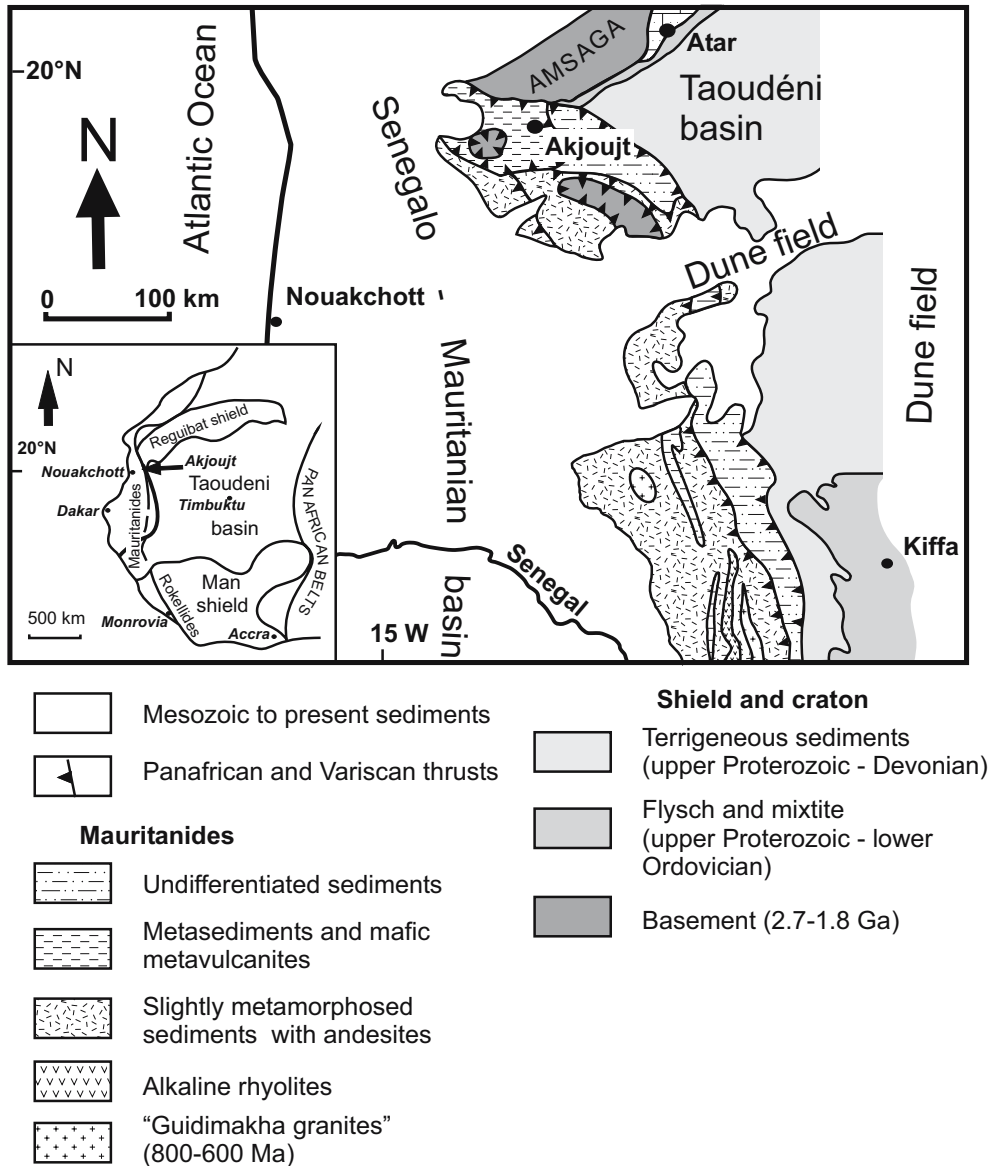 20°N
Atlantic Ocean
N
0 100 km
Nouakchott
Senegalo
Mauritanian
basin
AMSAGA
Atar
Taoudéni
basin
Akjoujt
Dune field
Dune field
Kiffa
Senegal
15 W
N
20°N
Reguibat shield
Nouakchott
Akjoujt
Taoudeni
Timbuktu
basin
Dakar
Mauritanides
PAN AFRICAN BELTS
Man
shield
Rokellides
Monrovia
Accra
500 km
Mesozoic to present sediments
Panafrican and Variscan thrusts
Mauritanides
Undifferentiated sediments
Metasediments and mafic
metavulcanites
Slightly metamorphosed
sediments with andesites
Alkaline rhyolites
“Guidimakha granites”
(800-600 Ma)
Shield and craton
Terrigeneous sediments
(upper Proterozoic - Devonian)
Flysch and mixtite
(upper Proterozoic - lower
Ordovician)
Basement (2.7-1.8 Ga)